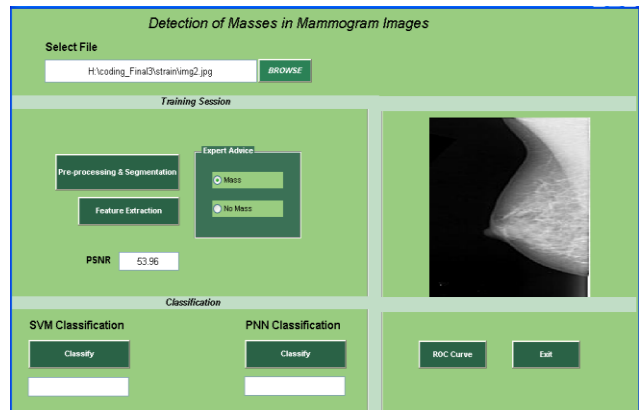 Detection of Masses in Mammogram Images
Select File
H:\coding_Final3\strain\img2.jpg
BROWSE
Training Session
Pre-processing & Segmentation
Feature Extraction
Expert Advice
Mass
No Mass
PSNR
53.96
Classification
SVM Classification
Classify
PNN Classification
Classify
ROC Curve
Exit